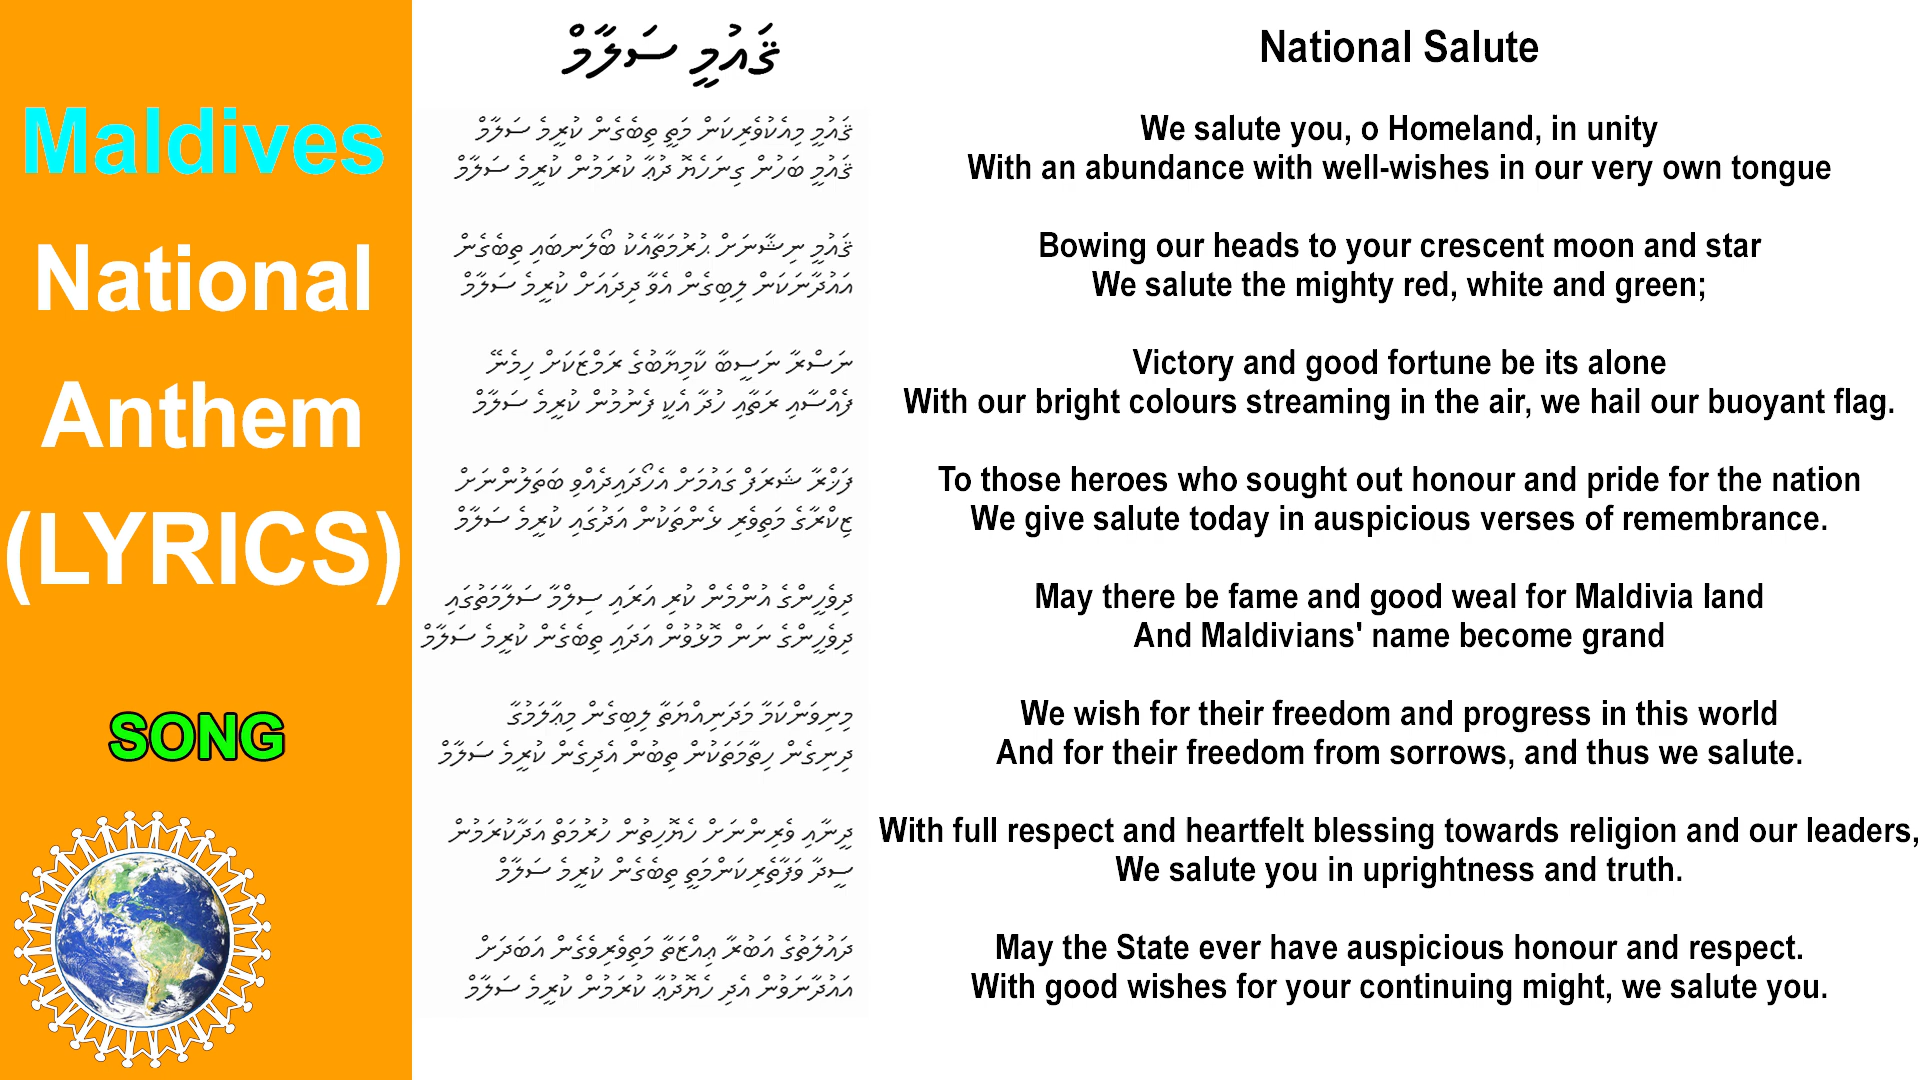 Maldives
National
Anthem
(LYRICS)
SONG
ޤައުމީ ސަލާމް
ޤައުމީ މިއެކުވެރިކަން މަތީ ތިބެގެން ކުރީމެ ސަލާމް
ޤައުމީ ބަހުން ގިނަހެޔޮ ދުޢާ ކުރަމުން ކުރީމެ ސަލާމް
ޤައުމީ ނިޝާނަށް ޙުރުމަތާއެކު ބޯލަނބައި ތިބެގެން
އައުދާނަކަން ލިބިގެން އެވާ ދިދައަށް ކުރީމެ ސަލާމް
ނަސްރާ ނަސީބާ ކާމިޔާބުގެ ރަމްޒަކަށް ހިމެނޭ
ފެއްސާއި ރަތާއި ހުދާ އެކީ ފެނުމުން ކުރީމެ ސަލާމް
ފަޚްރާ ޝަރަފް ގައުމަށް އެހޯދައިދެއްވި ބަތަލުންނަށް
ޒިކްރާގެ މަތިވެރި ޅެންތަކުން އަދުގައި ކުރީމެ ސަލާމް
ދިވެހީންގެ އުންމެން ކުރި އަރައި ސިލްމާ ސަލާމަތުގައި
ދިވެހީންގެ ނަން މޮޅުވުން އަދައި ތިބެގެން ކުރީމެ ސަލާމް
މިނިވަންކަމާ މަދަނިއްޔަތާ ލިބިގެން މިޢާލަމުގާ
ދިނިގެން ހިތާމަތަކުން ތިބުން އެދިގެން ކުރީމެ ސަލާމް
ދީނާއި ވެރިންނަށް ހެޔޮހިތުން ހުރުމަތް އަދާކުރަމުން
ސީދާ ވަފާތެރިކަންމަތީ ތިބެގެން ކުރީމެ ސަލާމް
ދައުލަތުގެ އަބުރާ ޢިއްޒަތާ މަތިވެރިވެގެން އަބަދަށް
އައުދާނަވުން އެދި ހެޔޮދުޢާ ކުރަމުން ކުރީމެ ސަލާމް
National Salute
We salute you, o Homeland, in unity
With an abundance with well-wishes in our very own tongue
Bowing our heads to your crescent moon and star
We salute the mighty red, white and green;
Victory and good fortune be its alone
With our bright colours streaming in the air, we hail our buoyant flag.
To those heroes who sought out honour and pride for the nation
We give salute today in auspicious verses of remembrance.
May there be fame and good weal for Maldivia land
And Maldivians' name become grand
We wish for their freedom and progress in this world
And for their freedom from sorrows, and thus we salute.
With full respect and heartfelt blessing towards religion and our leaders,
We salute you in uprightness and truth.
May the State ever have auspicious honour and respect.
With good wishes for your continuing might, we salute you.